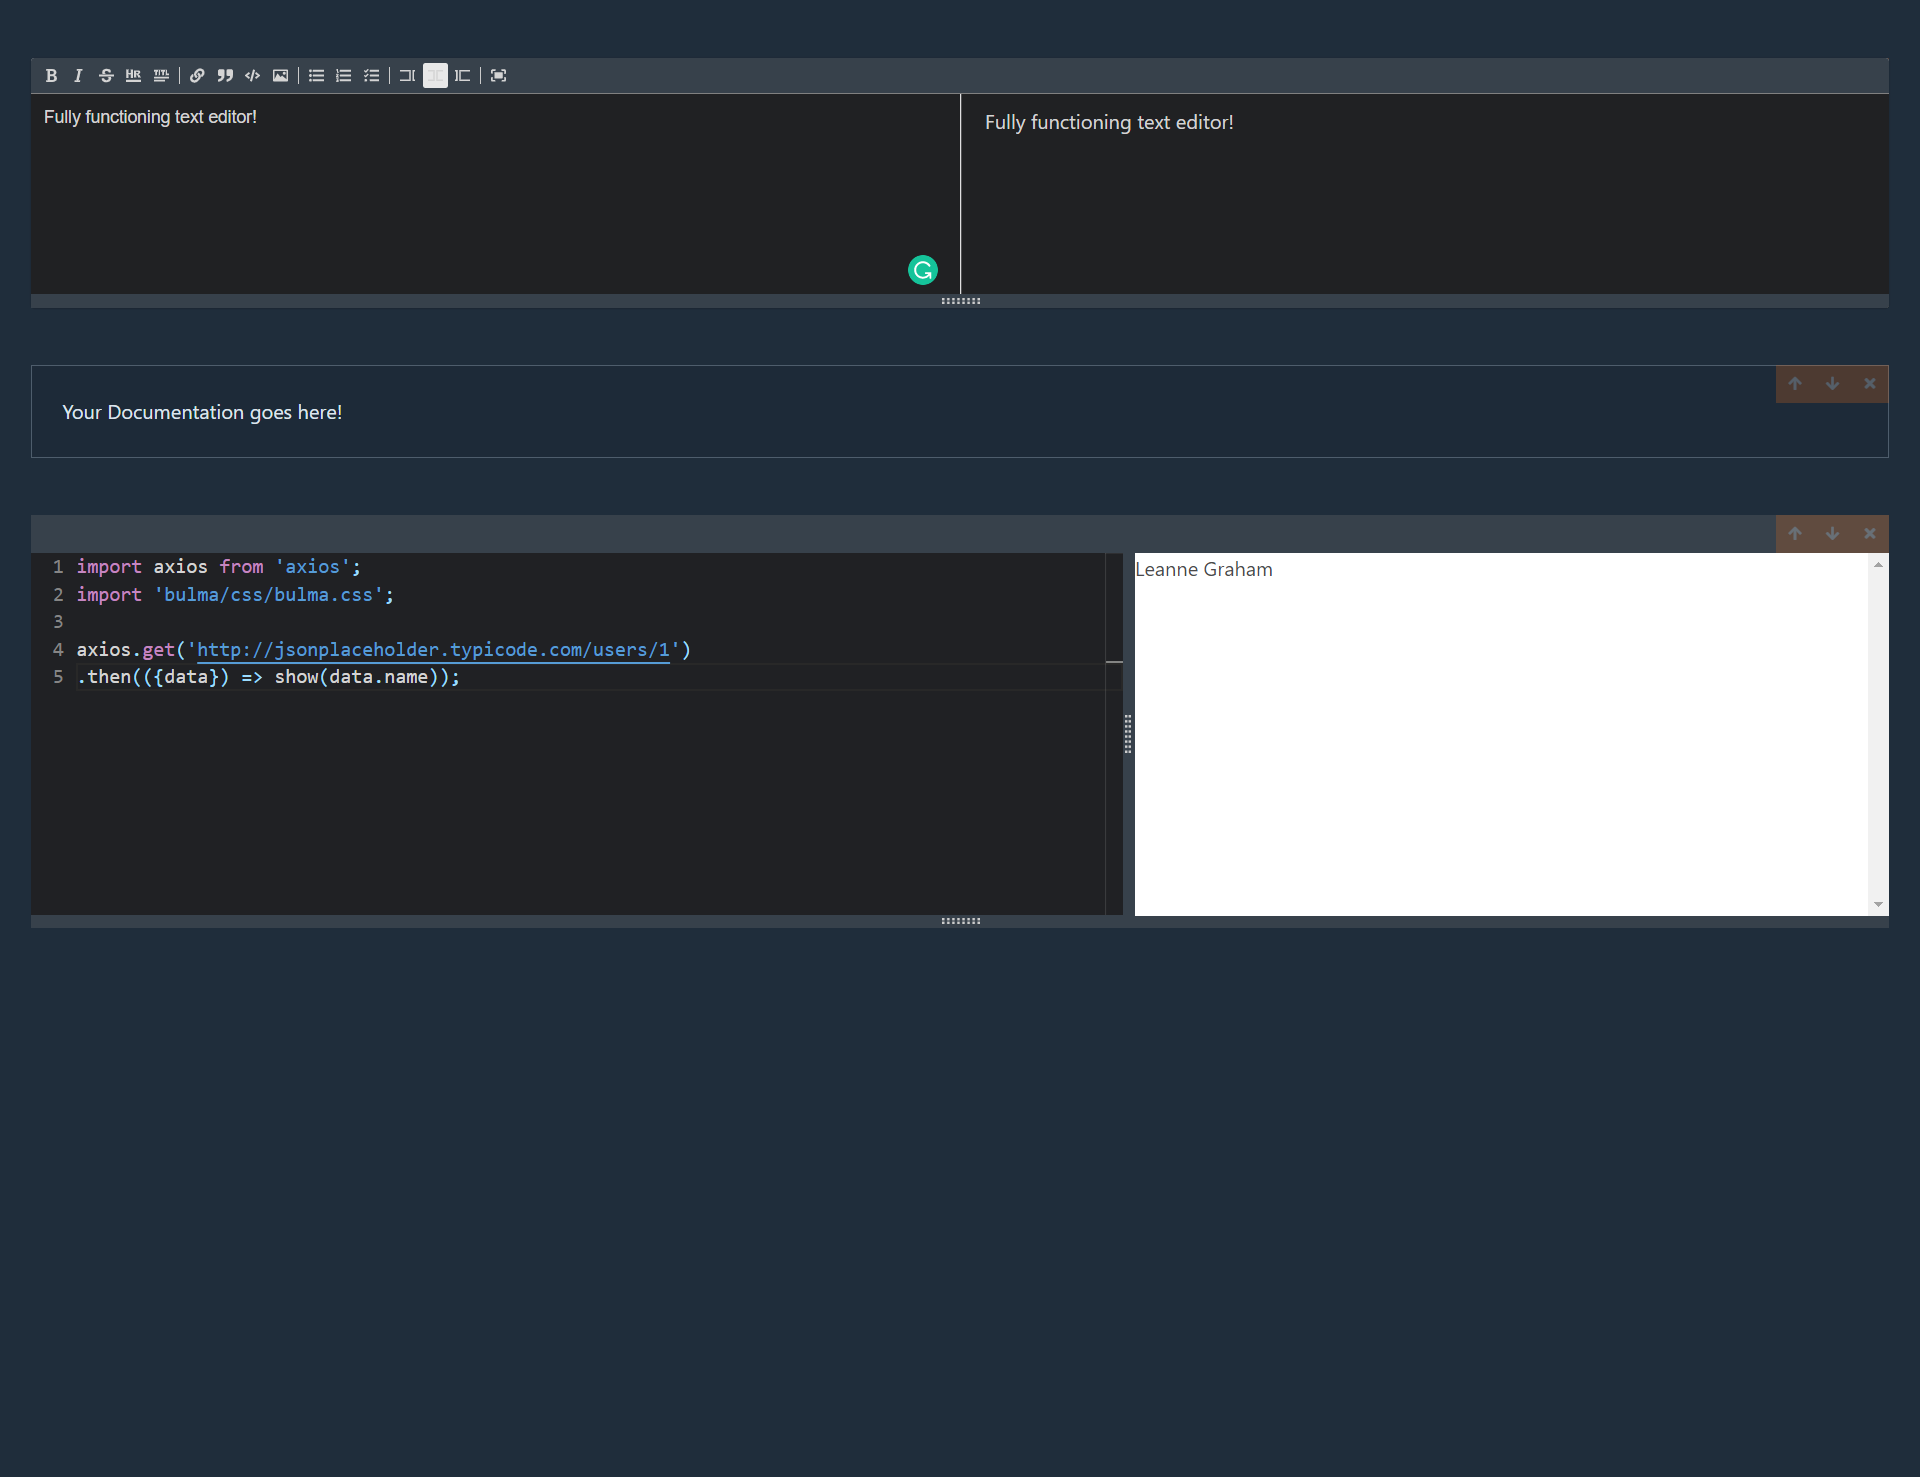 Fully functioning text editor!
Fully functioning text editor!
Your Documentation goes here!
1 import axios from 'axios';
2 import 'bulma/css/bulma.css';
3
4 axios.get('http://jsonplaceholder.typicode.com/users/1')
5 .then(({data}) => show(data.name));
Leanne Graham